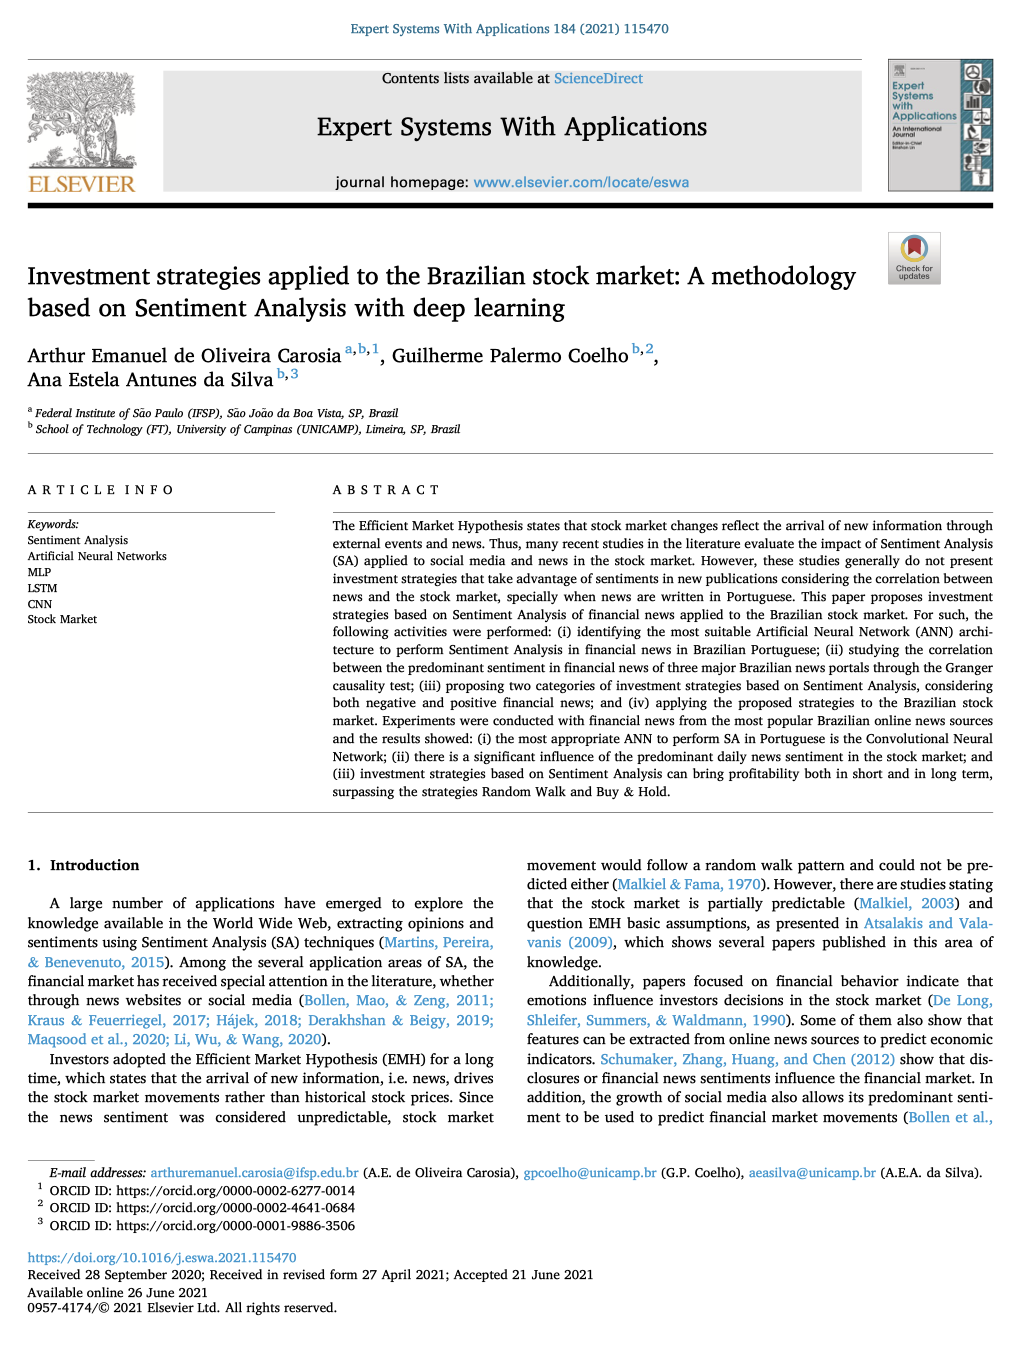 Expert Systems With Applications 184 (2021) 115470
Contents lists available at ScienceDirect
Expert Systems With Applications
journal homepage: www.elsevier.com/locate/eswa
ELSEVIER
Expert
Systems
with
Applications
An International
Journal
Check for
updates
Investment strategies applied to the Brazilian stock market: A methodology
based on Sentiment Analysis with deep learning
Arthur Emanuel de Oliveira Carosia a,b,1, Guilherme Palermo Coelho b,2,
Ana Estela Antunes da Silva b,3
a Federal Institute of São Paulo (IFSP), São João da Boa Vista, SP, Brazil
b School of Technology (FT), University of Campinas (UNICAMP), Limeira, SP, Brazil
A R T I C L E I N F O
Keywords:
Sentiment Analysis
Artificial Neural Networks
MLP
LSTM
CNN
Stock Market
A B S T R A C T
The Efficient Market Hypothesis states that stock market changes reflect the arrival of new information through
external events and news. Thus, many recent studies in the literature evaluate the impact of Sentiment Analysis
(SA) applied to social media and news in the stock market. However, these studies generally do not present
investment strategies that take advantage of sentiments in new publications considering the correlation between
news and the stock market, specially when news are written in Portuguese. This paper proposes investment
strategies based on Sentiment Analysis of financial news applied to the Brazilian stock market. For such, the
following activities were performed: (i) identifying the most suitable Artificial Neural Network (ANN) archi-
tecture to perform Sentiment Analysis in financial news in Brazilian Portuguese; (ii) studying the correlation
between the predominant sentiment in financial news of three major Brazilian news portals through the Granger
causality test; (iii) proposing two categories of investment strategies based on Sentiment Analysis, considering
both negative and positive financial news; and (iv) applying the proposed strategies to the Brazilian stock
market. Experiments were conducted with financial news from the most popular Brazilian online news sources
and the results showed: (i) the most appropriate ANN to perform SA in Portuguese is the Convolutional Neural
Network; (ii) there is a significant influence of the predominant daily news sentiment in the stock market; and
(iii) investment strategies based on Sentiment Analysis can bring profitability both in short and in long term,
surpassing the strategies Random Walk and Buy & Hold.
1. Introduction
A large number of applications have emerged to explore the
knowledge available in the World Wide Web, extracting opinions and
sentiments using Sentiment Analysis (SA) techniques (Martins, Pereira,
& Benevenuto, 2015). Among the several application areas of SA, the
financial market has received special attention in the literature, whether
through news websites or social media (Bollen, Mao, & Zeng, 2011;
Kraus & Feuerriegel, 2017; Hájek, 2018; Derakhshan & Beigy, 2019;
Maqsood et al., 2020; Li, Wu, & Wang, 2020).
Investors adopted the Efficient Market Hypothesis (EMH) for a long
time, which states that the arrival of new information, i.e. news, drives
the stock market movements rather than historical stock prices. Since
the news sentiment was considered unpredictable, stock market
movement would follow a random walk pattern and could not be pre-
dicted either (Malkiel & Fama, 1970). However, there are studies stating
that the stock market is partially predictable (Malkiel, 2003) and
question EMH basic assumptions, as presented in Atsalakis and Vala-
vanis (2009), which shows several papers published in this area of
knowledge.
Additionally, papers focused on financial behavior indicate that
emotions influence investors decisions in the stock market (De Long,
Shleifer, Summers, & Waldmann, 1990). Some of them also show that
features can be extracted from online news sources to predict economic
indicators. Schumaker, Zhang, Huang, and Chen (2012) show that dis-
closures or financial news sentiments influence the financial market. In
addition, the growth of social media also allows its predominant senti-
ment to be used to predict financial market movements (Bollen et al.,
E-mail addresses: arthuremanuel.carosia@ifsp.edu.br (A.E. de Oliveira Carosia), gpcoelho@unicamp.br (G.P. Coelho), aeasilva@unicamp.br (A.E.A. da Silva).
1 ORCID ID: https://orcid.org/0000-0002-6277-0014
2 ORCID ID: https://orcid.org/0000-0002-4641-0684
3 ORCID ID: https://orcid.org/0000-0001-9886-3506
https://doi.org/10.1016/j.eswa.2021.115470
Received 28 September 2020; Received in revised form 27 April 2021; Accepted 21 June 2021
Available online 26 June 2021
0957-4174/© 2021 Elsevier Ltd. All rights reserved.